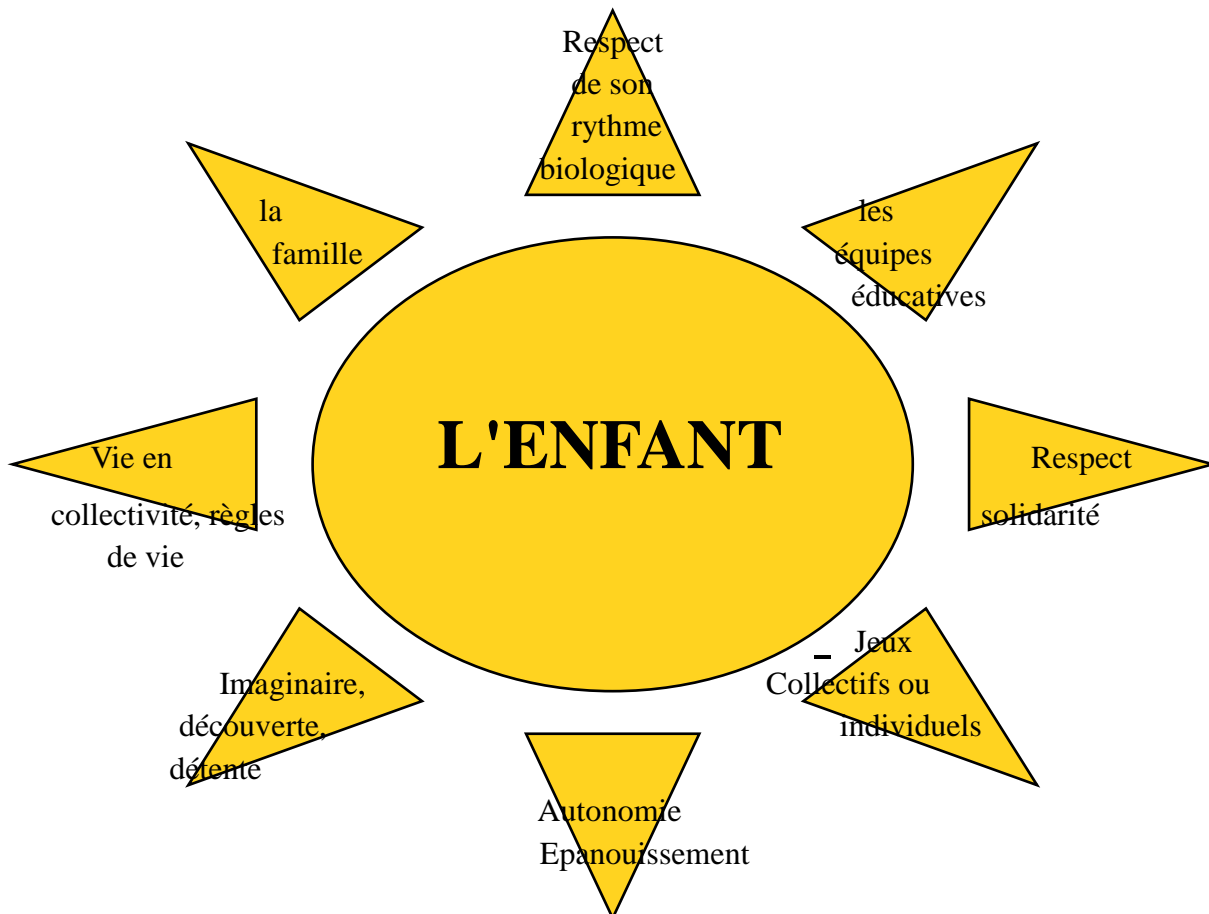 Respect
de son
rythme
biologique
la
famille
les
équipes
éducatives
L'ENFANT
Vie en
collectivité, règles
de vie
Respect
solidarité
Imaginaire,
découverte,
détente
Jeux
Collectifs ou
individuels
Autonomie
Epanouissement